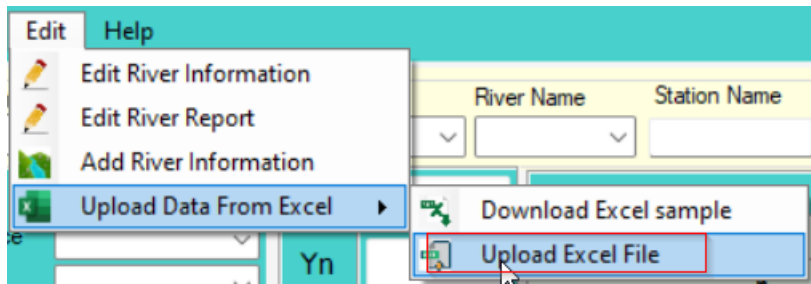 Edit Help
Edit River Information
Edit River Report
Add River Information
Upload Data From Excel
River Name Station Name
Download Excel sample
Upload Excel File
Yn